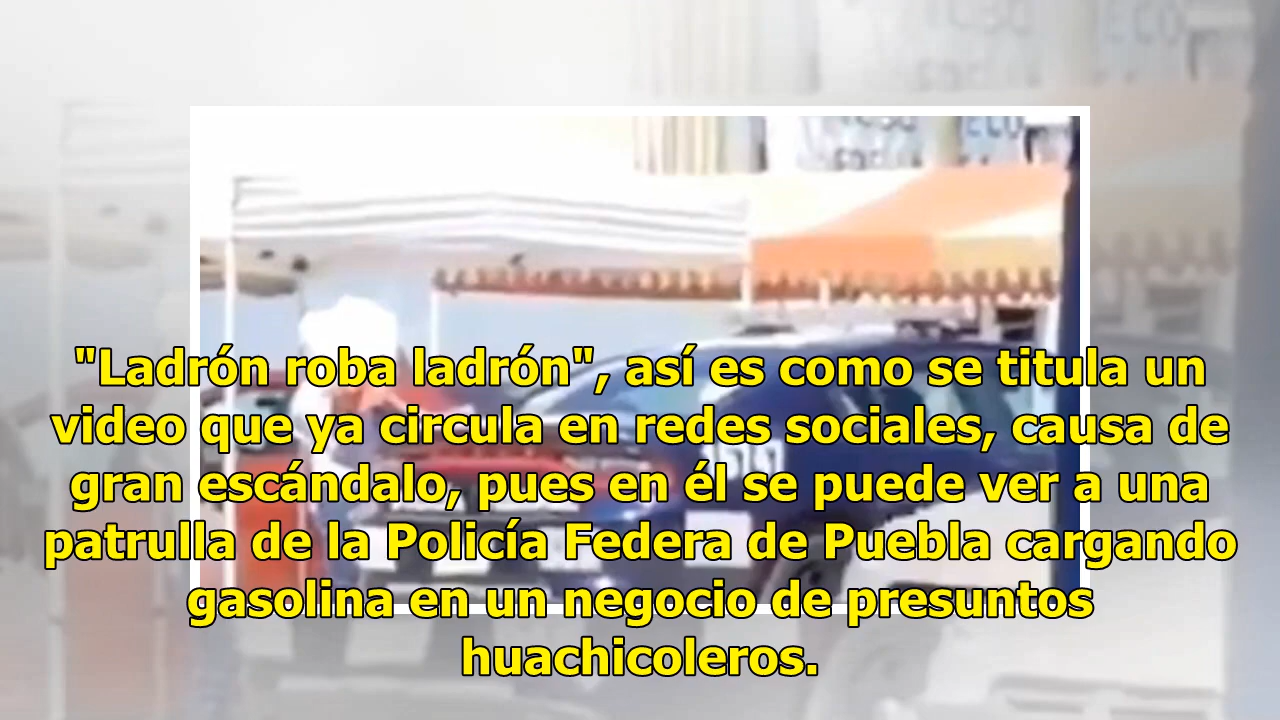 "Ladrón roba ladrón", así es como se titula un
video que ya circula en redes sociales, causa de
gran escándalo, pues en él se puede ver a una
patrulla de la Policía Federa de Puebla cargando
gasolina en un negocio de presuntos
huachicoleros.